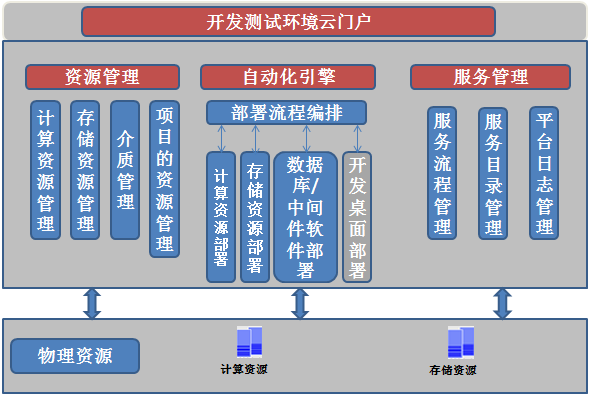 开发测试环境云门户
资源管理
自动化引擎
服务管理
计算资源管理
存储资源管理
介质管理
项目的资源管理
部署流程编排
计算资源部署
存储资源部署
数据
库/
中间
件软
件部
署
开发桌面部署
服务流程管理
服务目录管理
平台日志管理
物理资源
计算资源
存储资源